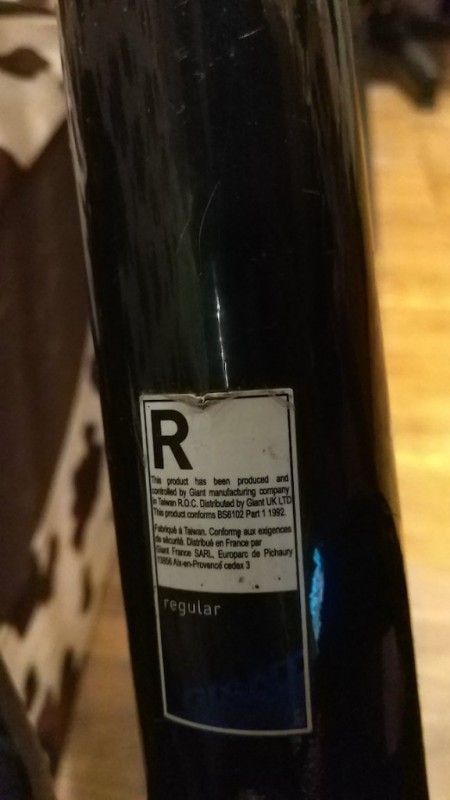 R
This product has been produced and
controlled by Giant manufacturing company
in Taiwan R.O.C. Distributed by Giant UK LTD
This product conforms BS6102 Part 1 1992.
Fabriqué à Taiwan. Conforme aux exigences
de sécurité. Distribué en France par
Giant France SARL, Europarc de Pichaury
13856 Aix-en-Provence cedex 3
regular